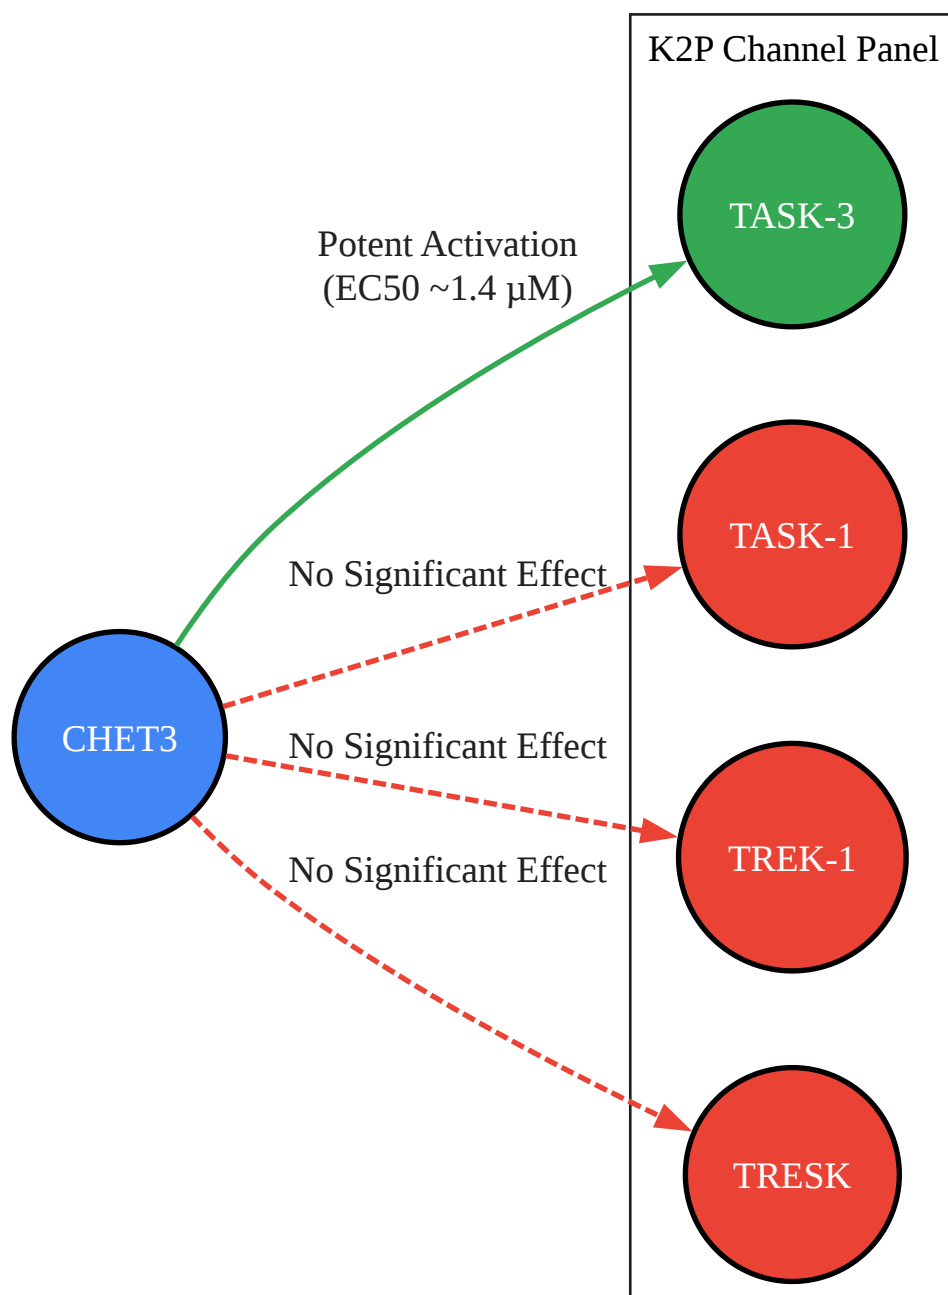 K2P Channel Panel
TASK-3
Potent Activation
(EC50 ~1.4 µM)
TASK-1
No Significant Effect
CHET3
No Significant Effect
TREK-1
No Significant Effect
TRESK